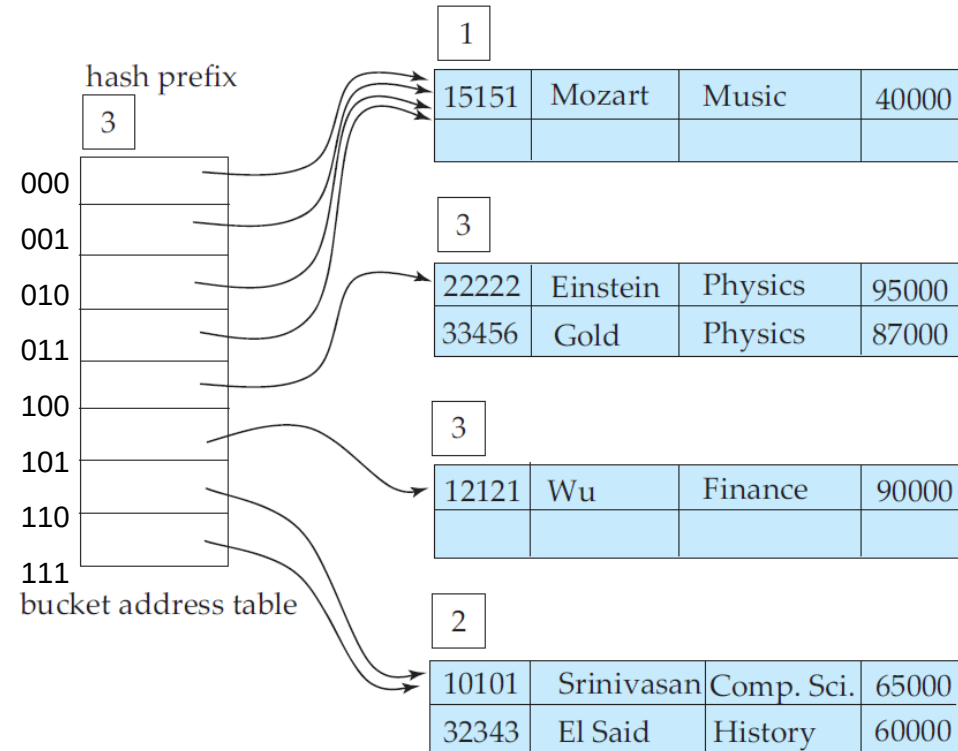 hash prefix
3
000
001
010
011
100
101
110
111
bucket address table
1
15151 Mozart Music 40000
3
22222 Einstein Physics 95000
33456 Gold Physics 87000
3
12121 Wu Finance 90000
2
10101 Srinivasan Comp. Sci. 65000
32343 El Said History 60000